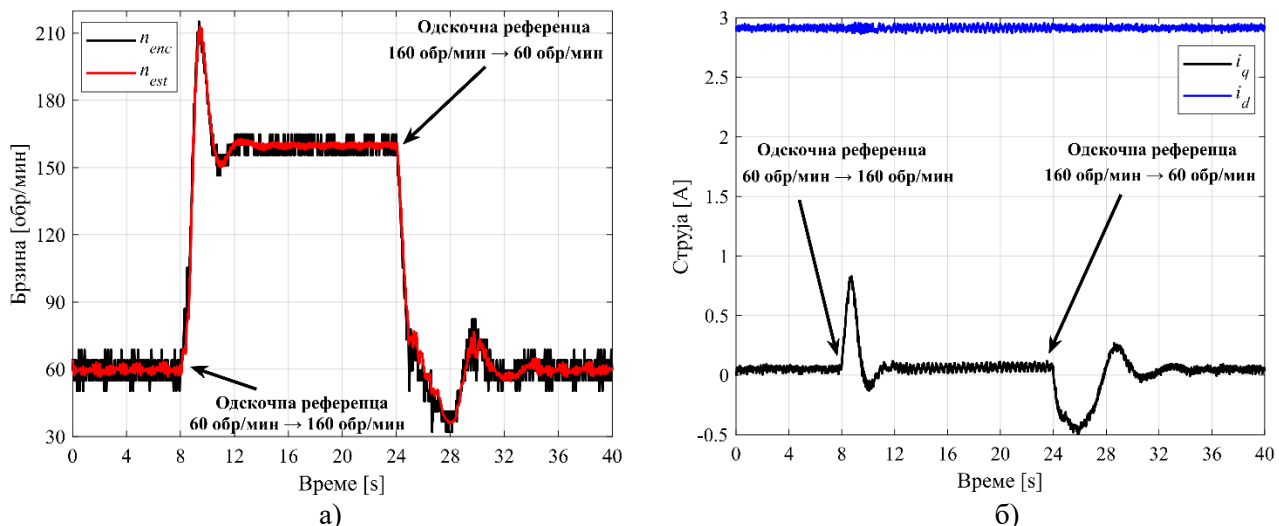 а)
210
180
150
120
90
60
30
Брзина [обр/мин]
n_enc
n_est
Одскочна референца
160 обр/мин → 60 обр/мин
Одскочна референца
60 обр/мин → 160 обр/мин
0 4 8 12 16 20 24 28 32 36 40
Време [s]
а)
3
2.5
2
1.5
1
0.5
0
-0.5
Струја [А]
i_q
i_d
Одскочна референца
60 обр/мин → 160 обр/мин
Одскочна референца
160 обр/мин → 60 обр/мин
0 4 8 12 16 20 24 28 32 36 40
Време [s]
б)